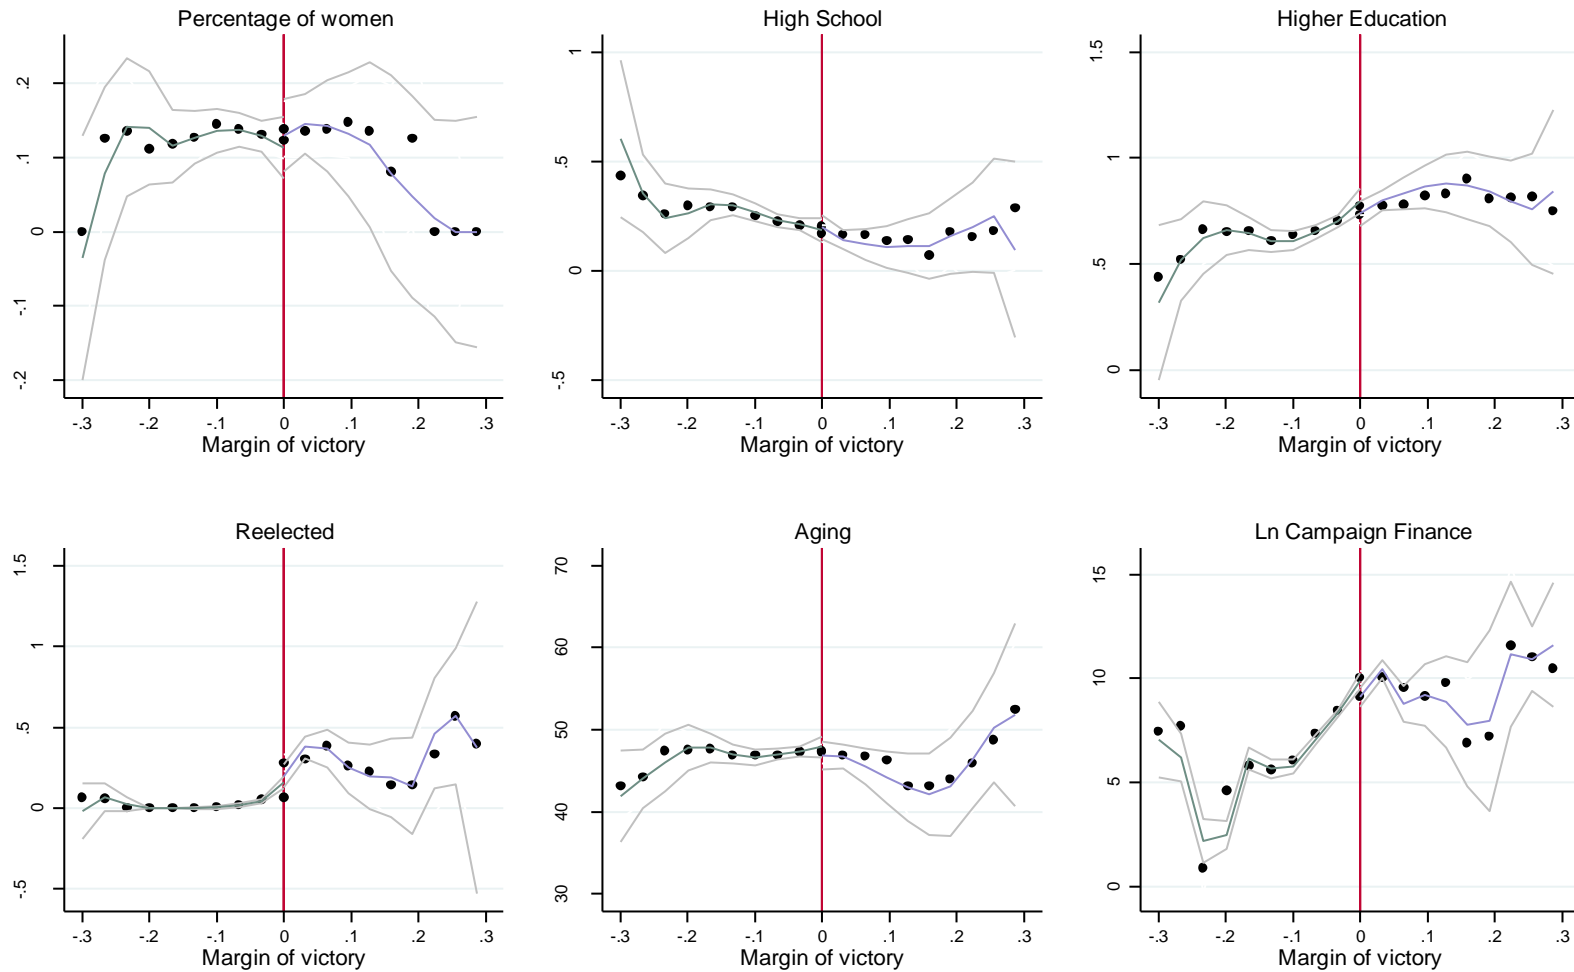 Percentage of women
.2
.1
0
-.1
-.2
-.3 -.2 -.1 0 .1 .2 .3
Margin of victory
High School
1
.5
0
-.5
-.3 -.2 -.1 0 .1 .2 .3
Margin of victory
Higher Education
1.5
1
.5
0
-.3 -.2 -.1 0 .1 .2 .3
Margin of victory
Reelected
1.5
1
.5
0
-.5
-.3 -.2 -.1 0 .1 .2 .3
Margin of victory
Aging
70
60
50
40
30
-.3 -.2 -.1 0 .1 .2 .3
Margin of victory
Ln Campaign Finance
15
10
5
0
-.3 -.2 -.1 0 .1 .2 .3
Margin of victory